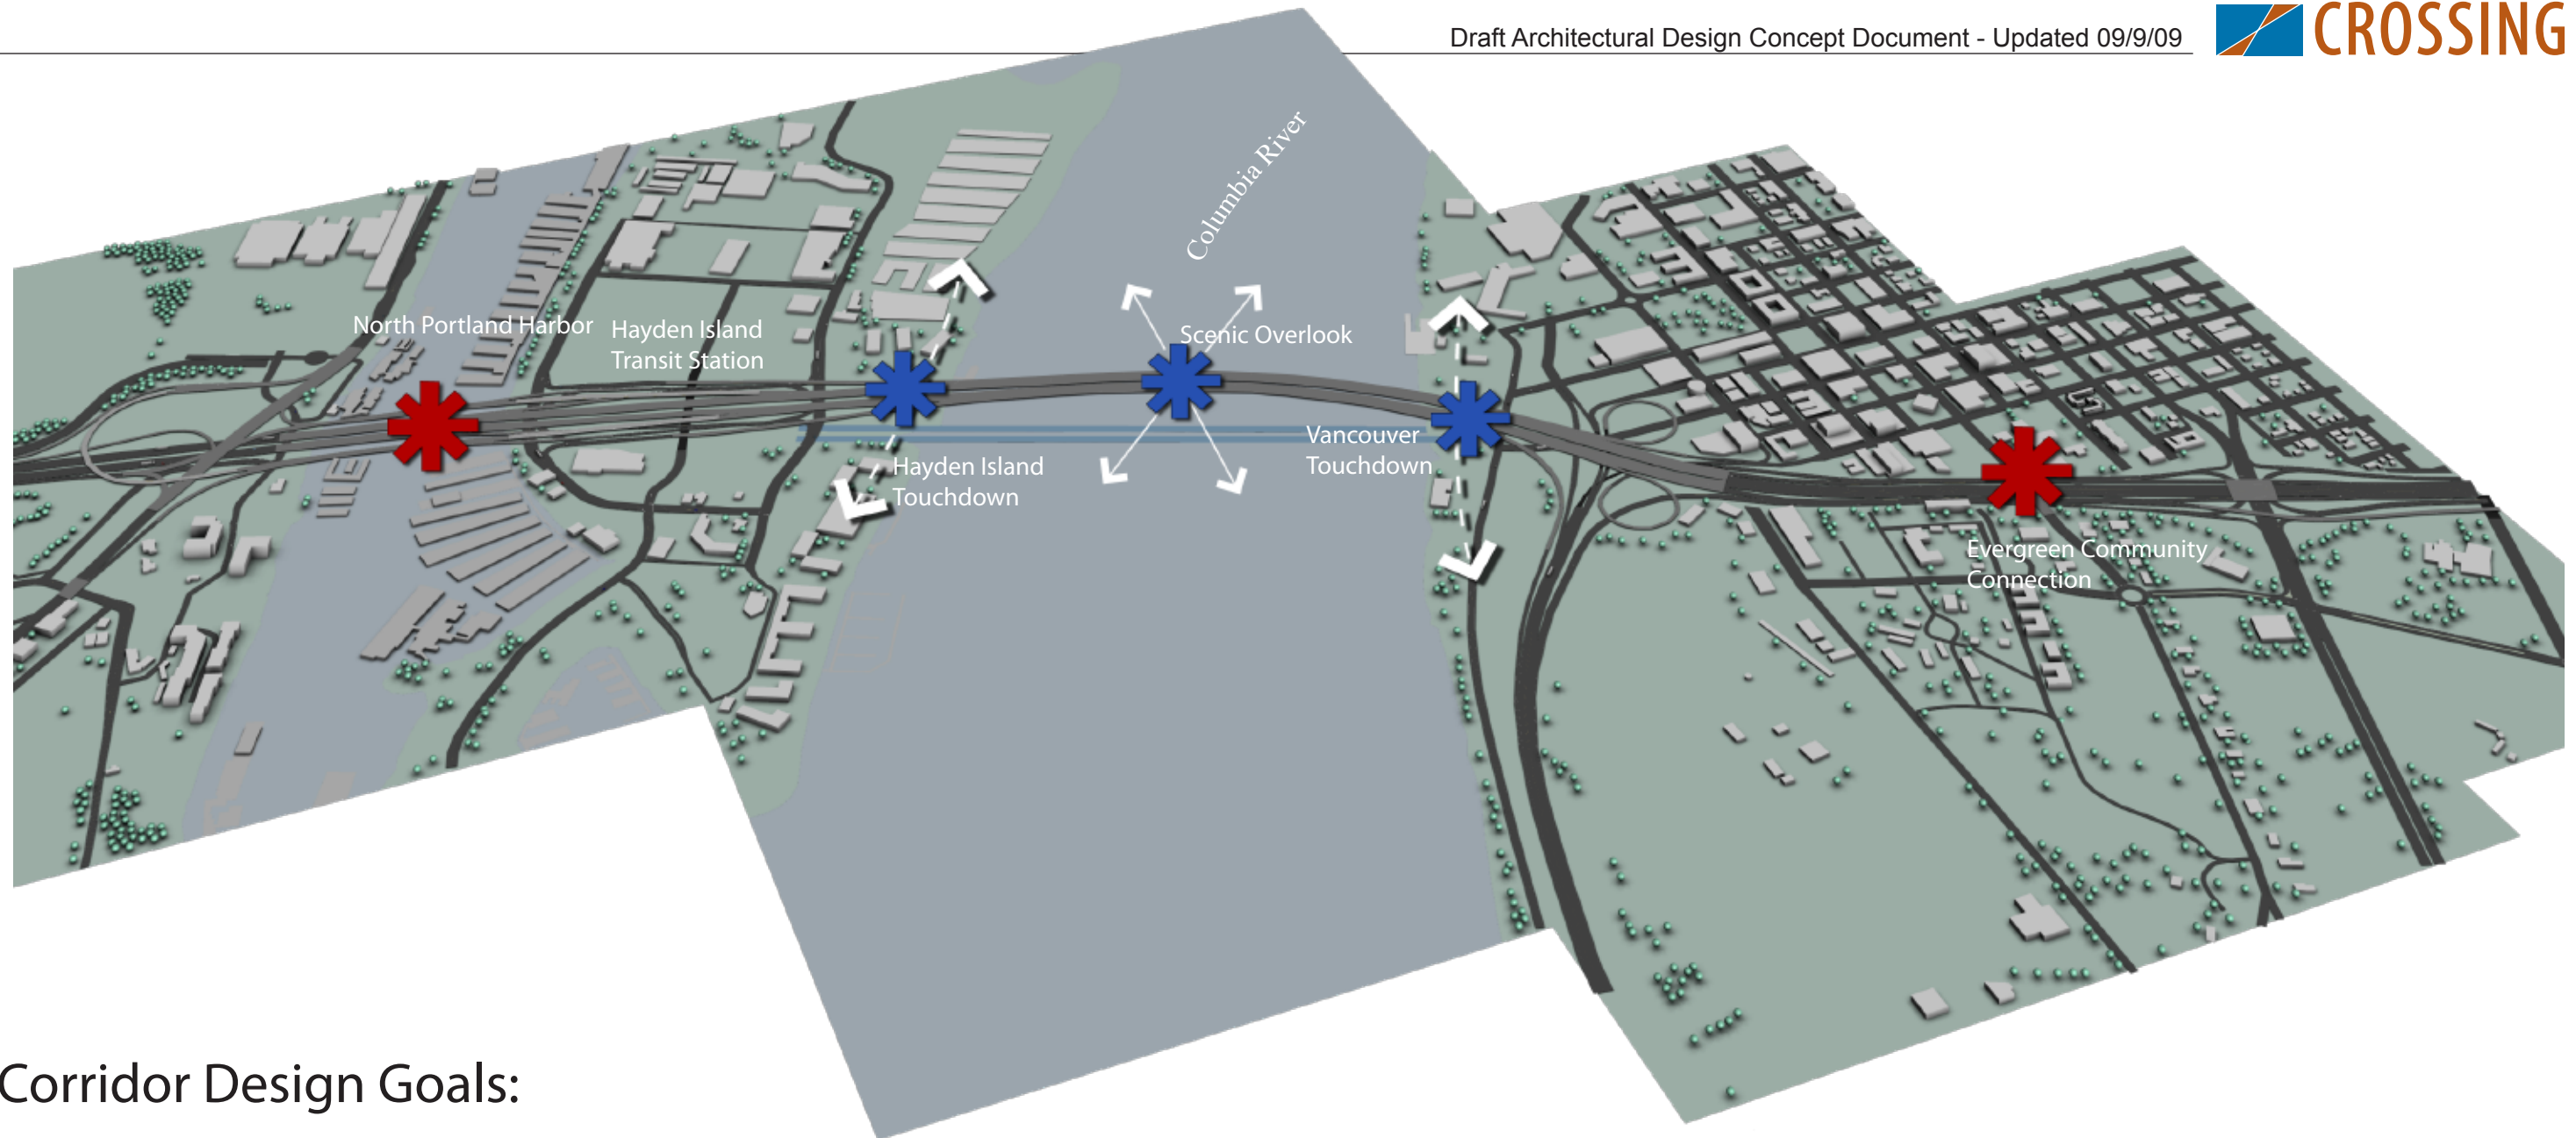 Draft Architectural Design Concept Document - Updated 09/9/09
CROSSING
Columbia River
North Portland Harbor
Hayden Island
Transit Station
Scenic Overlook
Vancouver
Touchdown
Hayden Island
Touchdown
Evergreen Community
Connection
Corridor Design Goals: